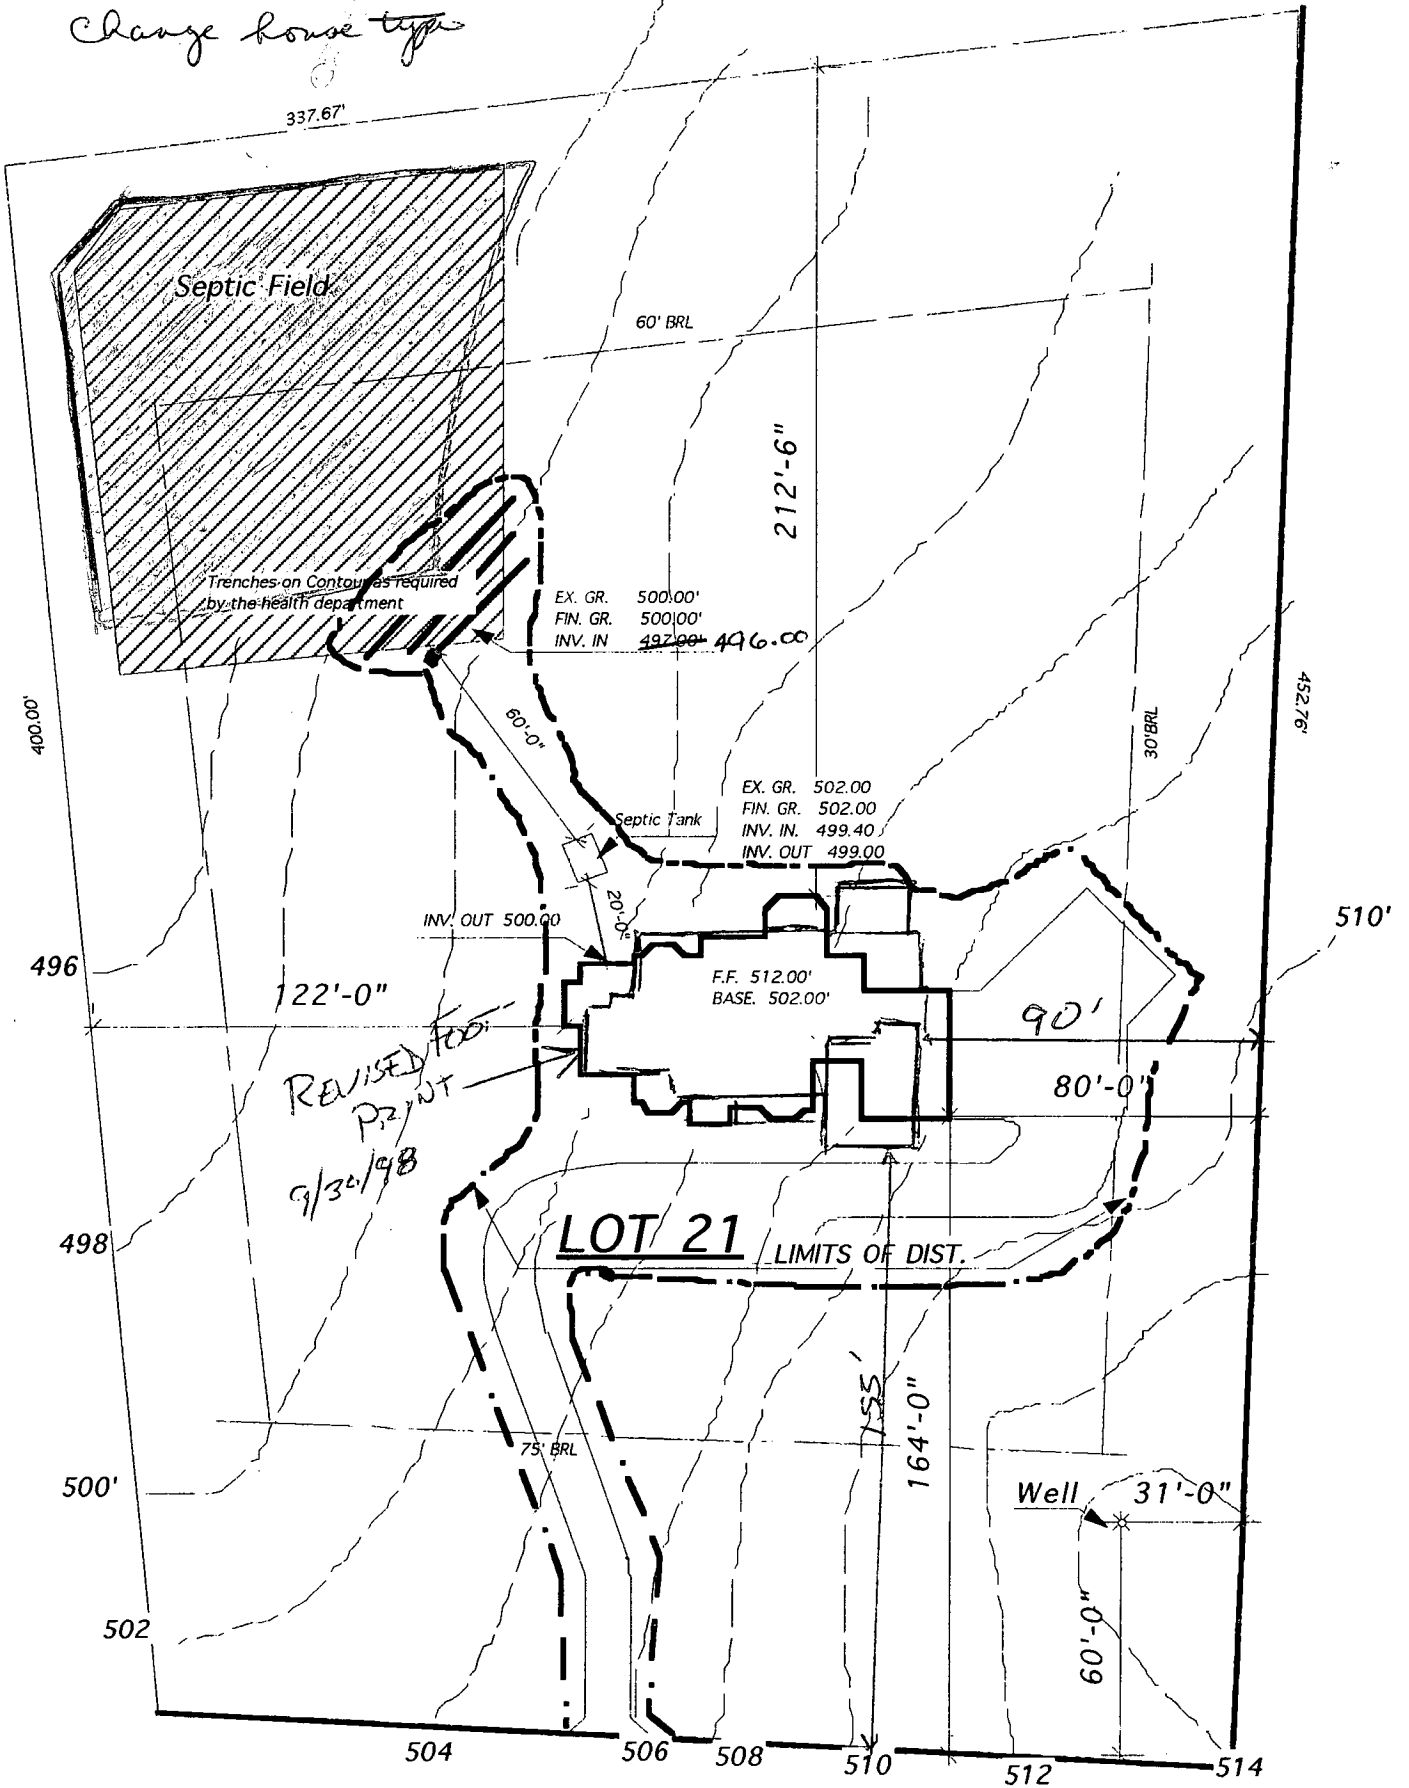 Change house type
337.67'
Septic Field
60' BRL
212'-6"
Trenches on Contour as required
by the health department
EX. GR. 500.00'
FIN. GR. 500.00'
INV. IN 497.00' 496.00
400.00'
452.76'
60'-0"
30'BRL
EX. GR. 502.00
FIN. GR. 502.00
INV. IN. 499.40
INV. OUT 499.00
Septic Tank
20'-0"
INV. OUT 500.00
510'
496
F.F. 512.00'
BASE. 502.00'
122'-0"
90'
REVISED FOOT-
PRINT
9/30/98
80'-0"
498
LOT 21
LIMITS OF DIST.
155'
164'-0"
75' BRL
500'
Well 31'-0"
60'-0"
502
504
506
508
510
512
514